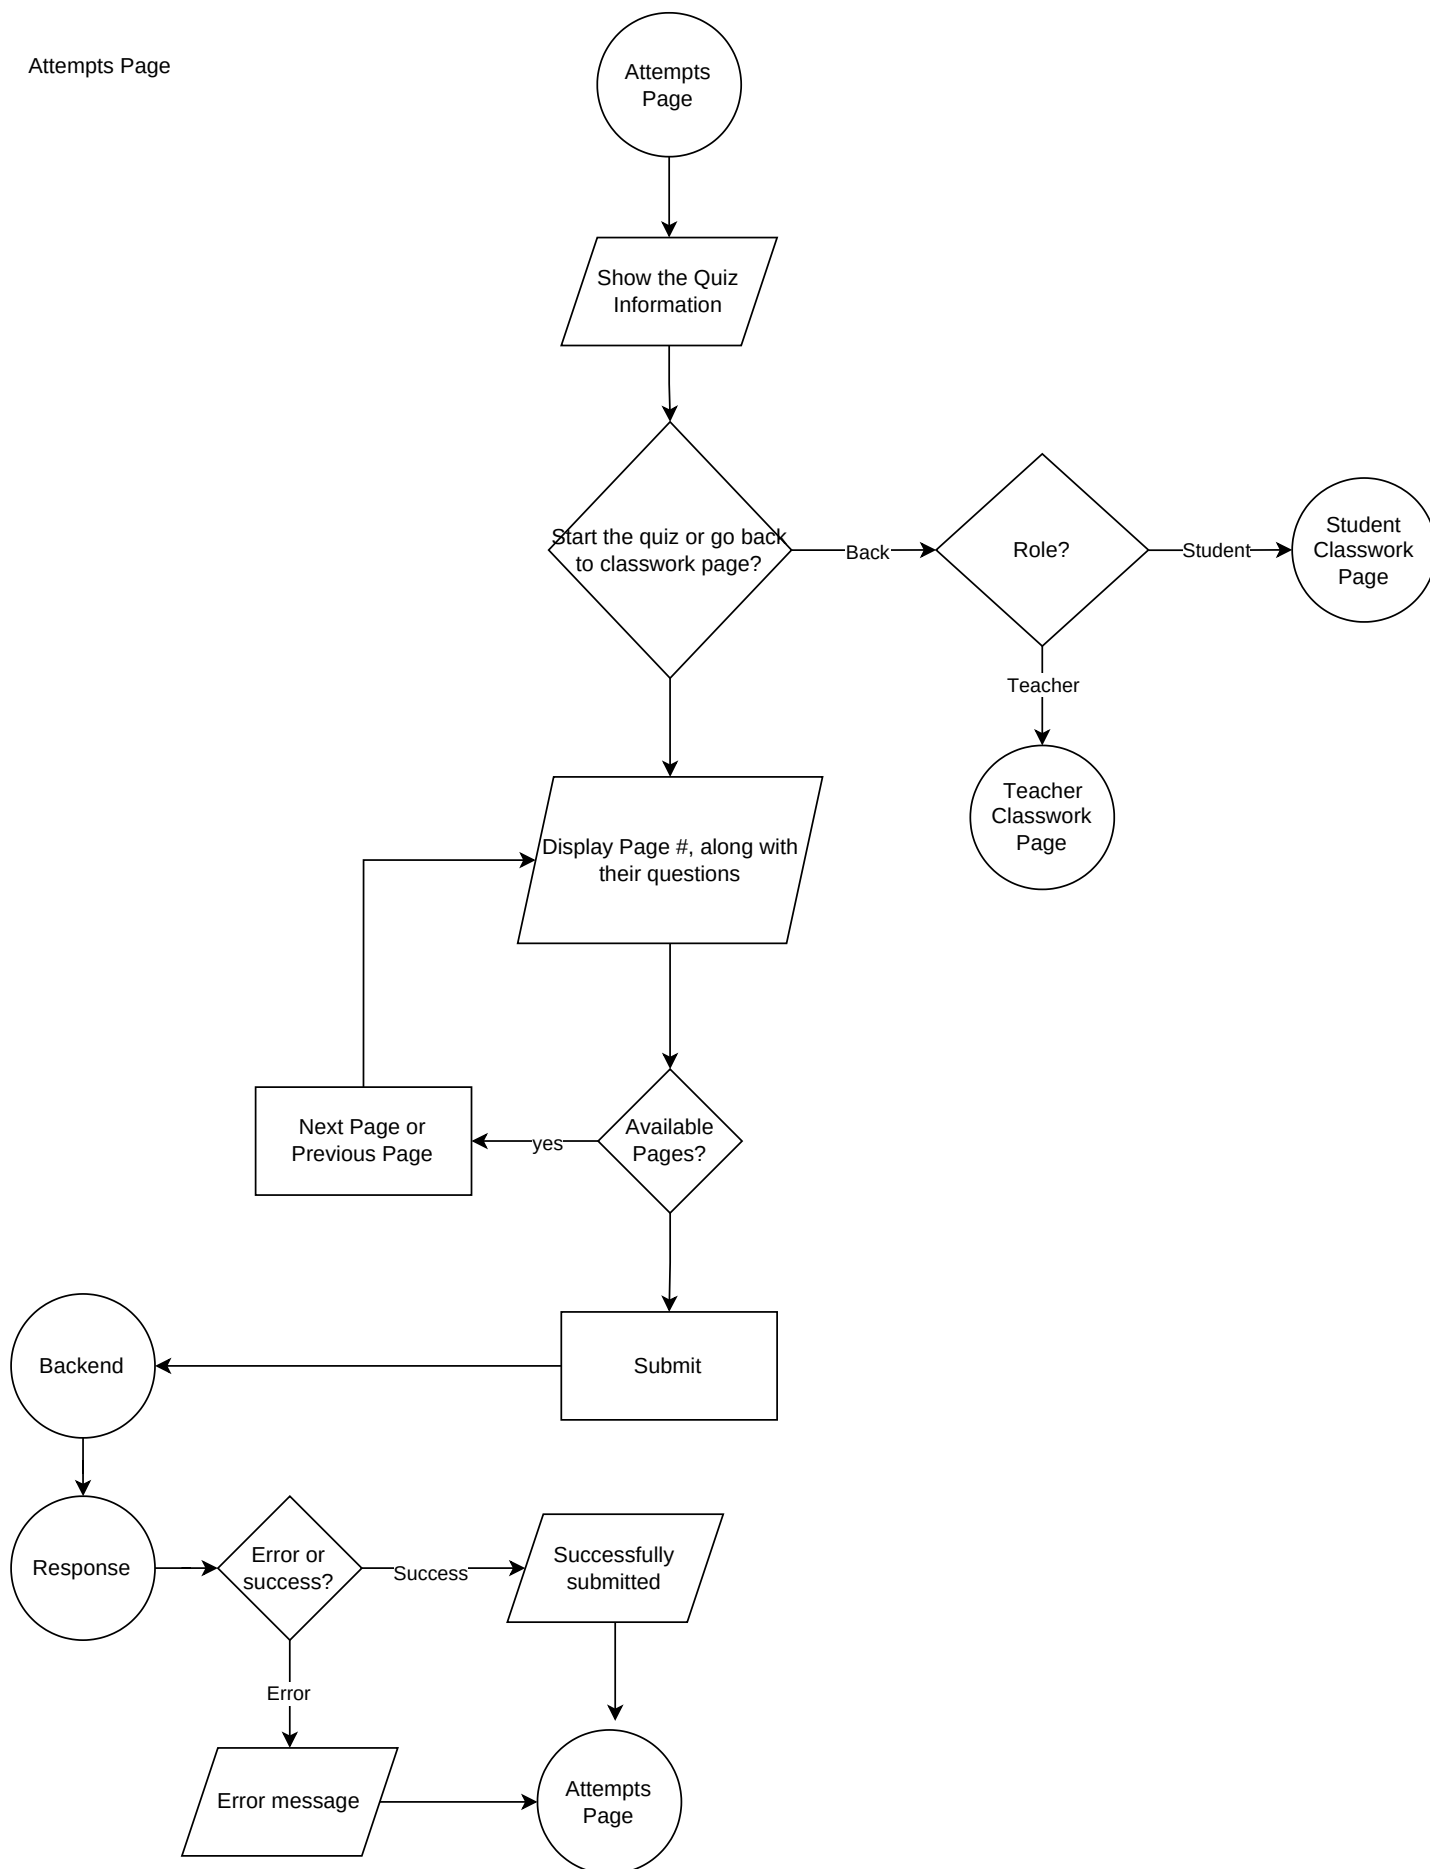 Attempts Page
Attempts
Page
Show the Quiz
Information
Start the quiz or go back
to classwork page?
Back
Role?
Student
Student
Classwork
Page
Teacher
Teacher
Classwork
Page
Display Page #, along with
their questions
Available
Pages?
yes
Next Page or
Previous Page
Submit
Backend
Response
Error or
success?
Success
Successfully
submitted
Error
Error message
Attempts
Page